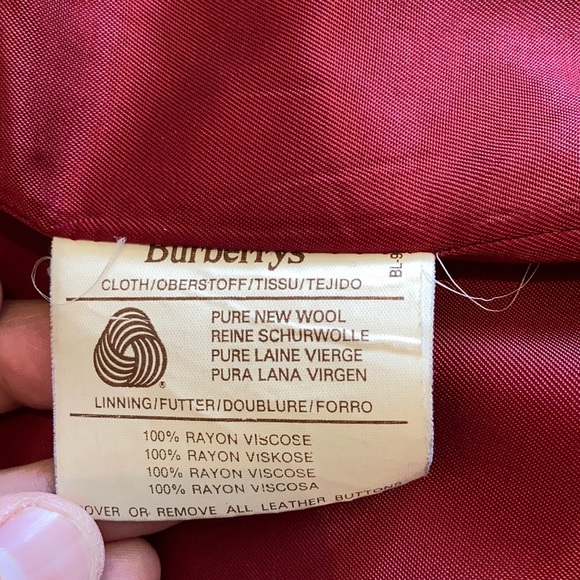 Burberrys
BL-9
CLOTH/OBERSTOFF/TISSU/TEJIDO
PURE NEW WOOL
REINE SCHURWOLLE
PURE LAINE VIERGE
PURA LANA VIRGEN
®
LINNING/FUTTER/DOUBLURE/FORRO
100% RAYON VISCOSE
100% RAYON VISKOSE
100% RAYON VISCOSE
100% RAYON VISCOSA
OVER OR REMOVE ALL LEATHER BUTTONS